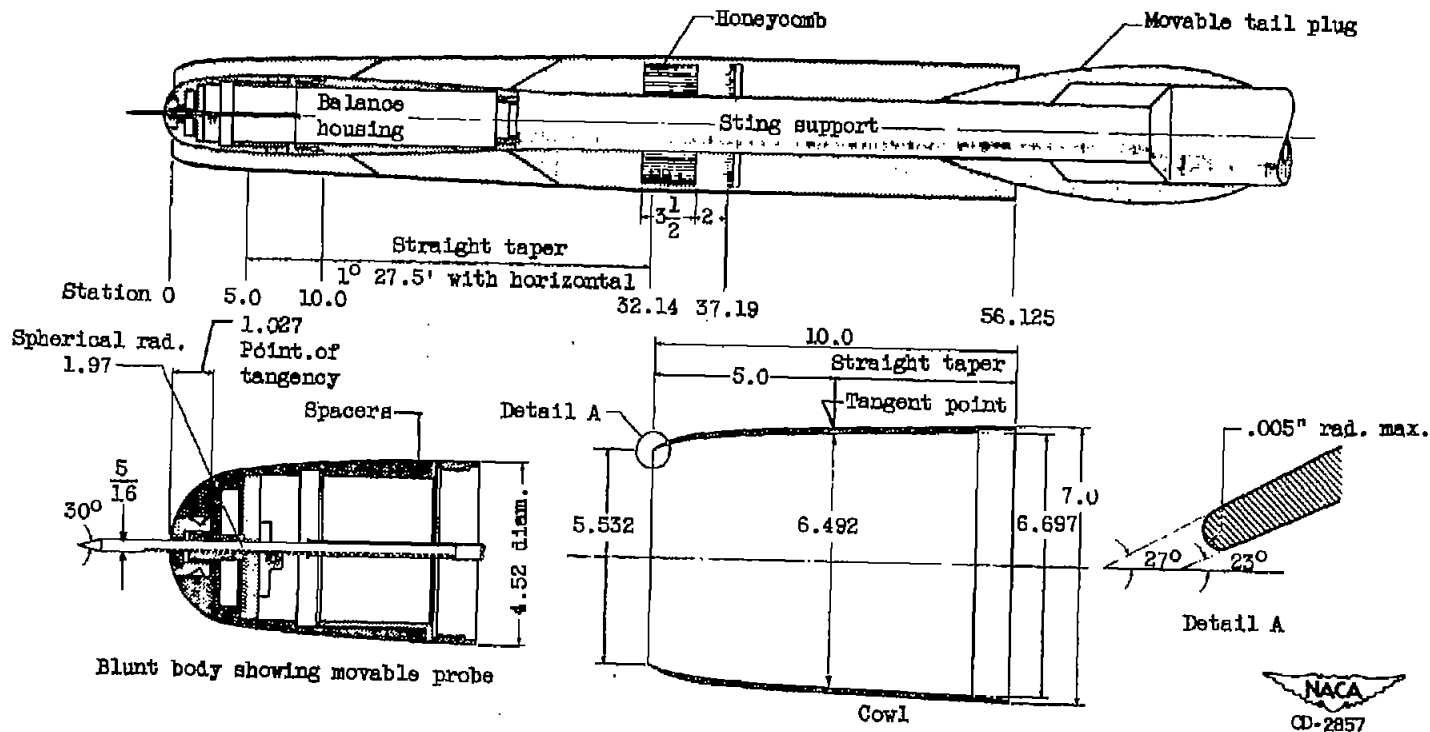 Honeycomb
Movable tail plug
Balance
housing
Sting support
3 1/2
2
Straight taper
1° 27.5' with horizontal
Station 0
5.0
10.0
32.14
37.19
56.125
Spherical rad.
1.97
1.027
Point.of
tangency
Spacers
5/16
30°
4.52 diam.
Blunt body showing movable probe
Detail A
10.0
5.0
Straight taper
Tangent point
5.532
6.492
6.697
7.0
Cowl
.005" rad. max.
27°
23°
Detail A
NACA
CD-2857